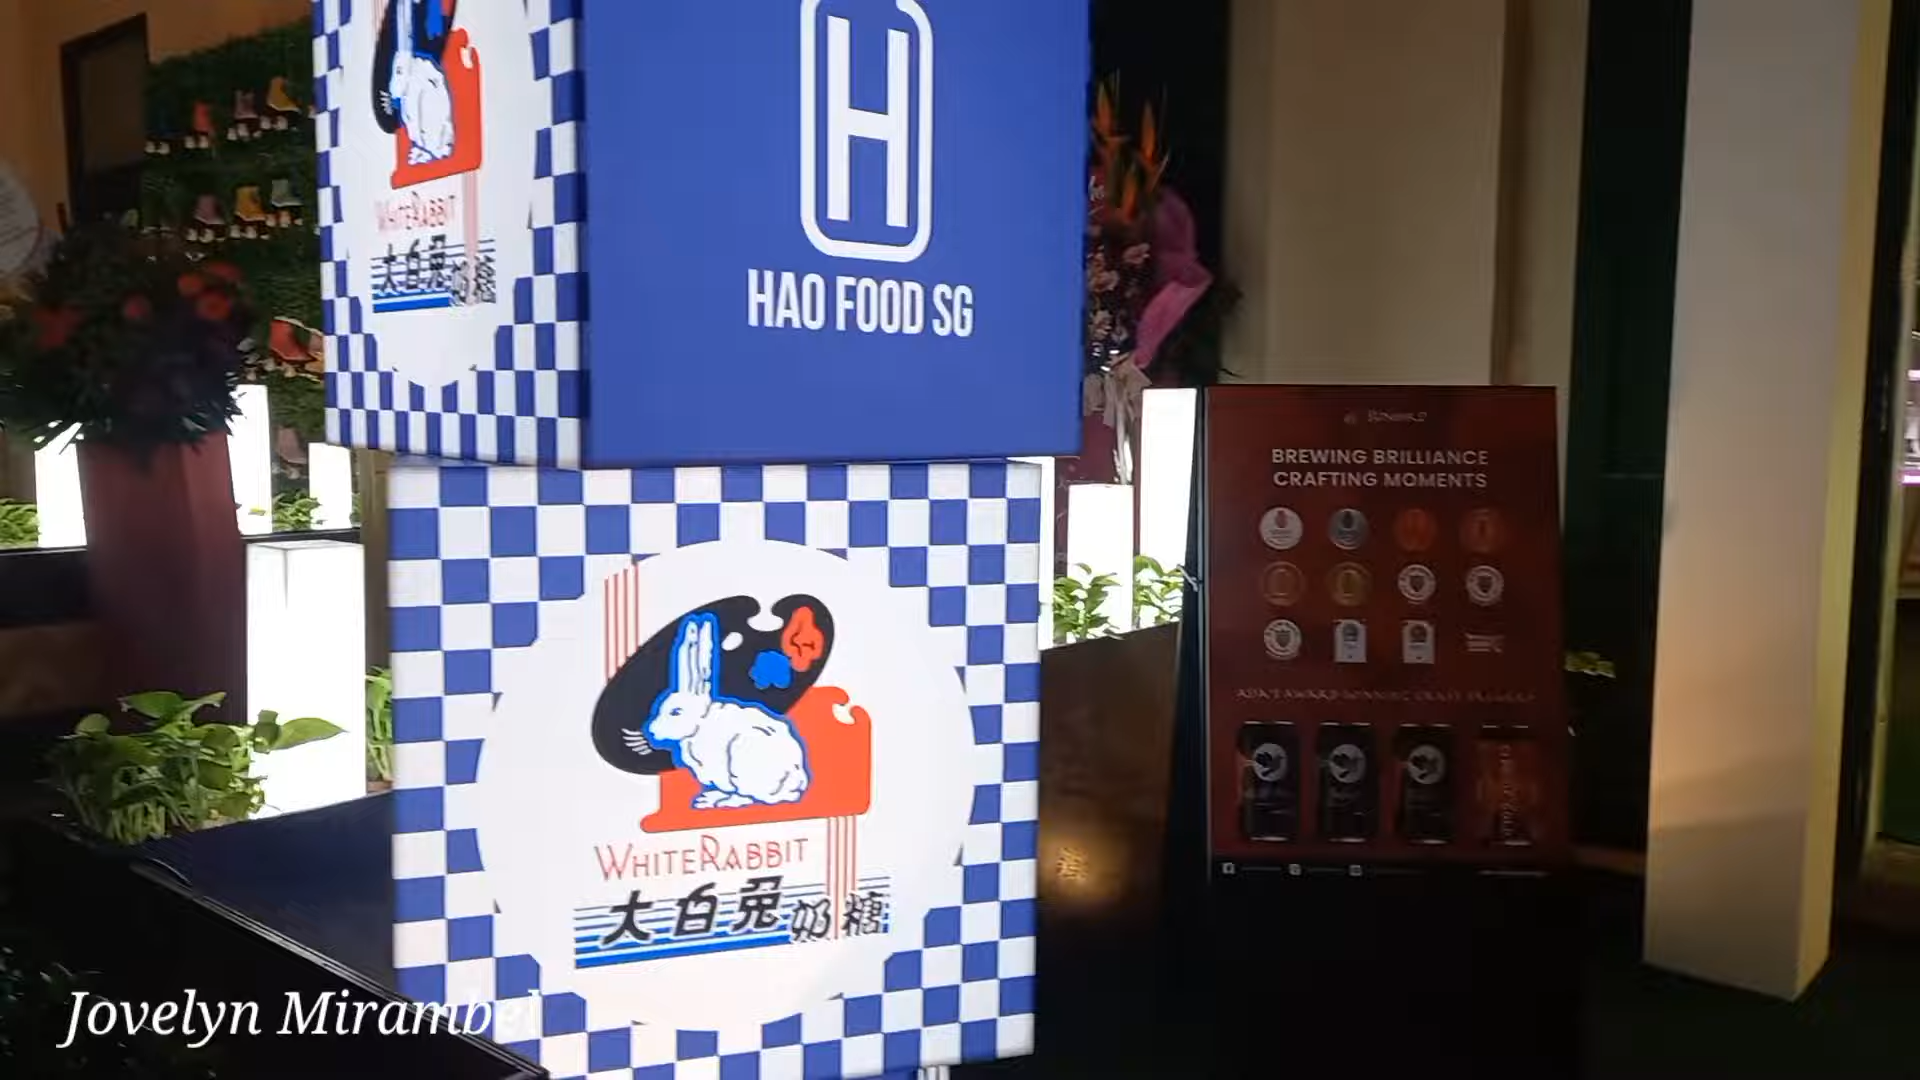 WHITERABBIT
大白兔奶糖
H
HAO FOOD SG
WHITERABBIT
大白兔奶糖
BREWING BRILLIANCE
CRAFTING MOMENTS
Jovelyn Mirambel